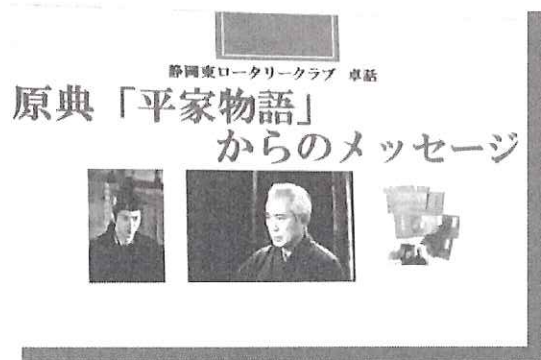 静岡東ロータリークラブ 卓話
原典「平家物語」
からのメッセージ